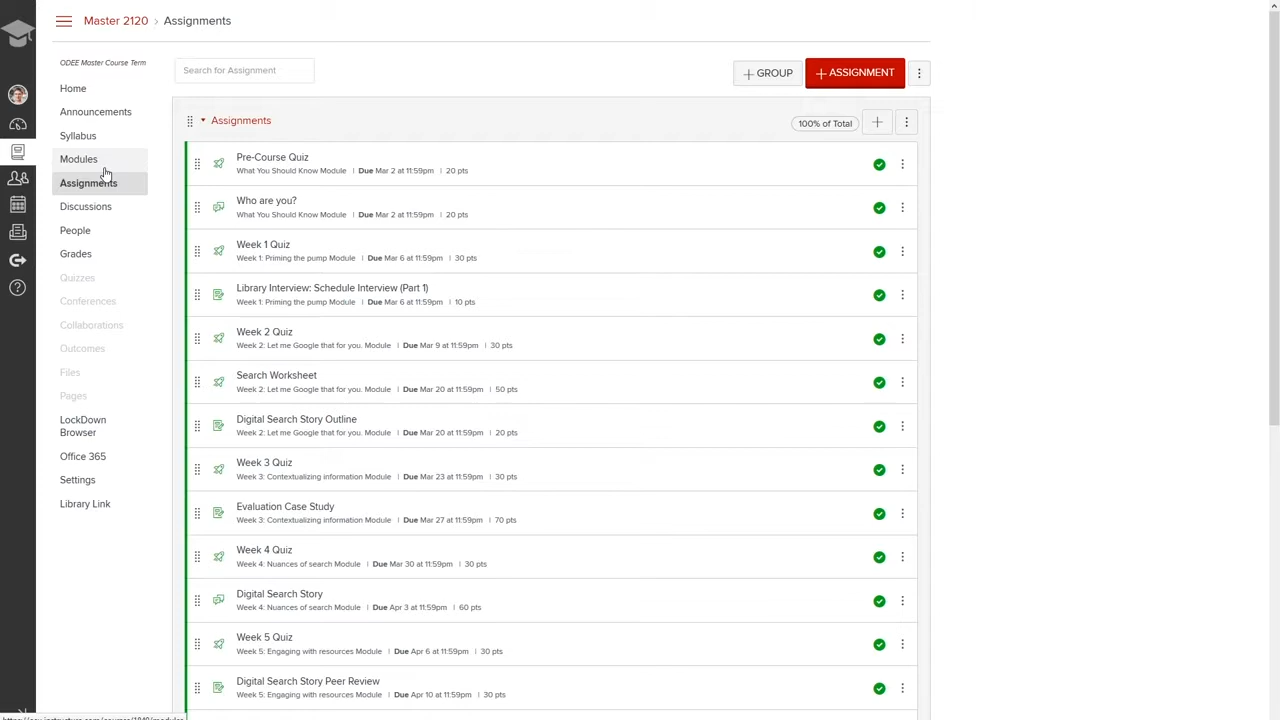 Master 2120 › Assignments
ODEE Master Course Term
Home
Announcements
Syllabus
Modules
Assignments
Discussions
People
Grades
Quizzes
Conferences
Collaborations
Outcomes
Files
Pages
LockDown
Browser
Office 365
Settings
Library Link
Search for Assignment
+ GROUP
+ ASSIGNMENT
Assignments
100% of Total
Pre-Course Quiz
What You Should Know Module | Due Mar 2 at 11:59pm | 20 pts
Who are you?
What You Should Know Module | Due Mar 2 at 11:59pm | 20 pts
Week 1 Quiz
Week 1: Priming the pump Module | Due Mar 6 at 11:59pm | 30 pts
Library Interview: Schedule Interview (Part 1)
Week 1: Priming the pump Module | Due Mar 6 at 11:59pm | 10 pts
Week 2 Quiz
Week 2: Let me Google that for you. Module | Due Mar 9 at 11:59pm | 30 pts
Search Worksheet
Week 2: Let me Google that for you. Module | Due Mar 20 at 11:59pm | 50 pts
Digital Search Story Outline
Week 2: Let me Google that for you. Module | Due Mar 20 at 11:59pm | 20 pts
Week 3 Quiz
Week 3: Contextualizing information Module | Due Mar 23 at 11:59pm | 30 pts
Evaluation Case Study
Week 3: Contextualizing information Module | Due Mar 27 at 11:59pm | 70 pts
Week 4 Quiz
Week 4: Nuances of search Module | Due Mar 30 at 11:59pm | 30 pts
Digital Search Story
Week 4: Nuances of search Module | Due Apr 3 at 11:59pm | 60 pts
Week 5 Quiz
Week 5: Engaging with resources Module | Due Apr 6 at 11:59pm | 30 pts
Digital Search Story Peer Review
Week 5: Engaging with resources Module | Due Apr 10 at 11:59pm | 30 pts